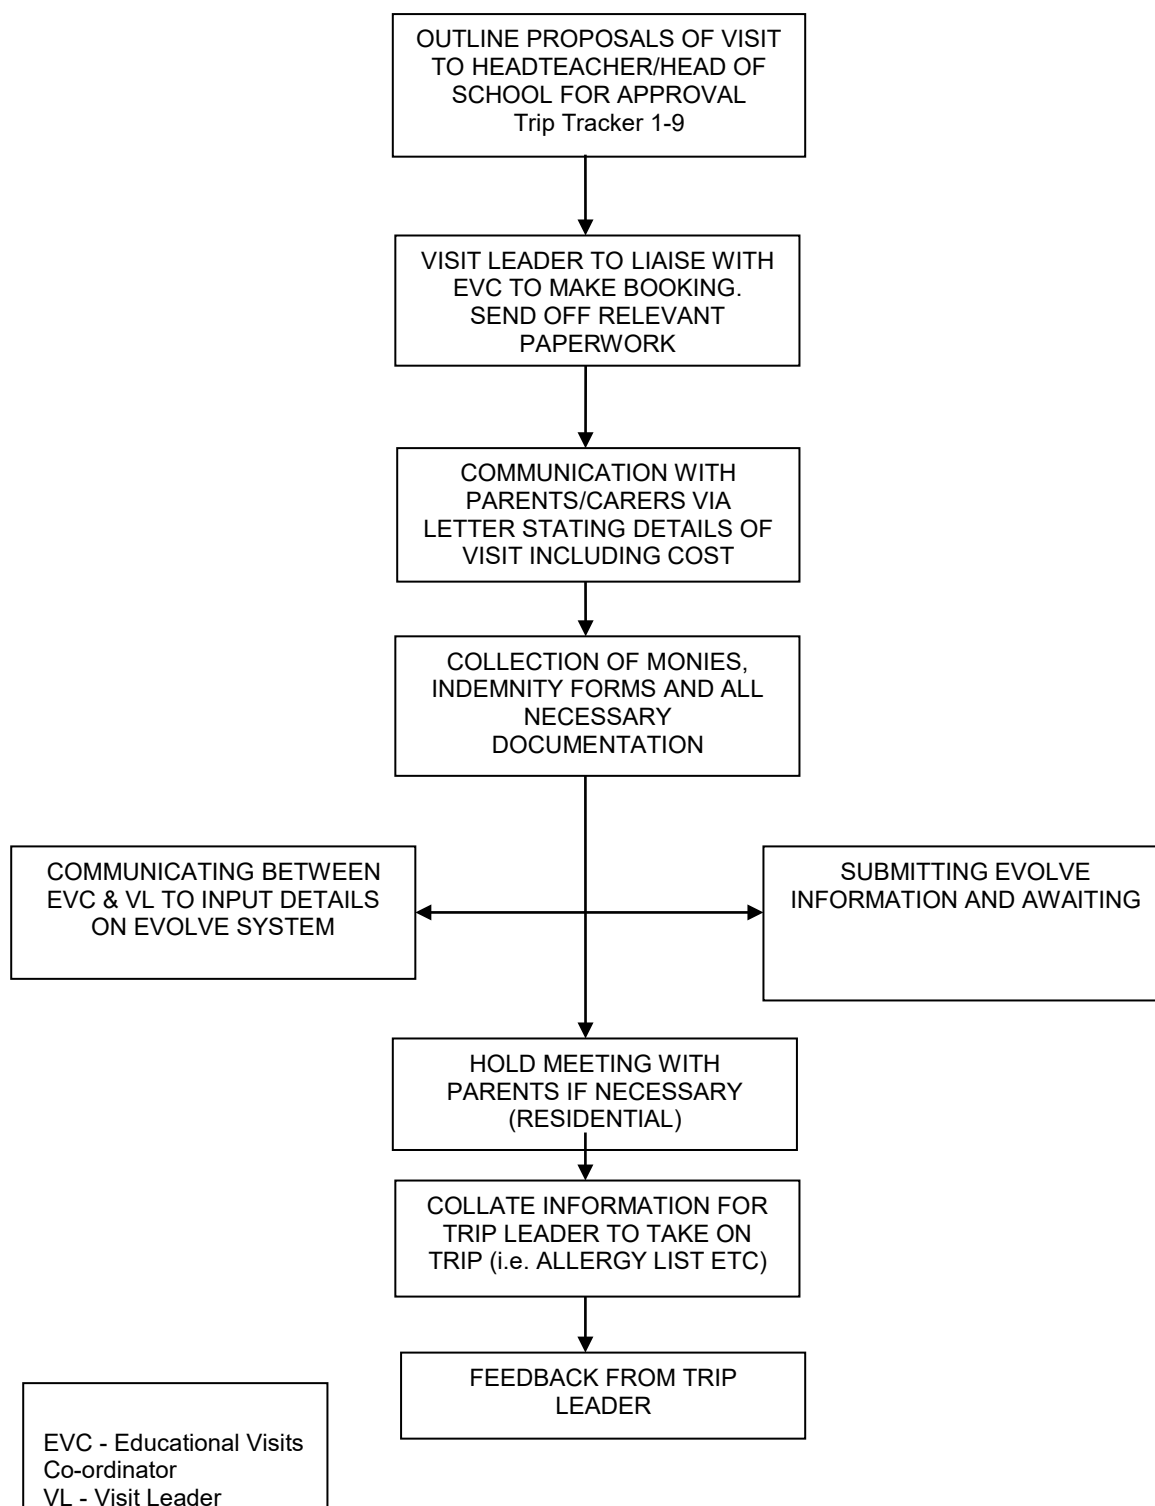 OUTLINE PROPOSALS OF VISIT
TO HEADTEACHER/HEAD OF
SCHOOL FOR APPROVAL
Trip Tracker 1-9
VISIT LEADER TO LIAISE WITH
EVC TO MAKE BOOKING.
SEND OFF RELEVANT
PAPERWORK
COMMUNICATION WITH
PARENTS/CARERS VIA
LETTER STATING DETAILS OF
VISIT INCLUDING COST
COLLECTION OF MONIES,
INDEMNITY FORMS AND ALL
NECESSARY
DOCUMENTATION
COMMUNICATING BETWEEN
EVC & VL TO INPUT DETAILS
ON EVOLVE SYSTEM
SUBMITTING EVOLVE
INFORMATION AND AWAITING
HOLD MEETING WITH
PARENTS IF NECESSARY
(RESIDENTIAL)
COLLATE INFORMATION FOR
TRIP LEADER TO TAKE ON
TRIP (i.e. ALLERGY LIST ETC)
FEEDBACK FROM TRIP
LEADER
EVC - Educational Visits
Co-ordinator
VL - Visit Leader